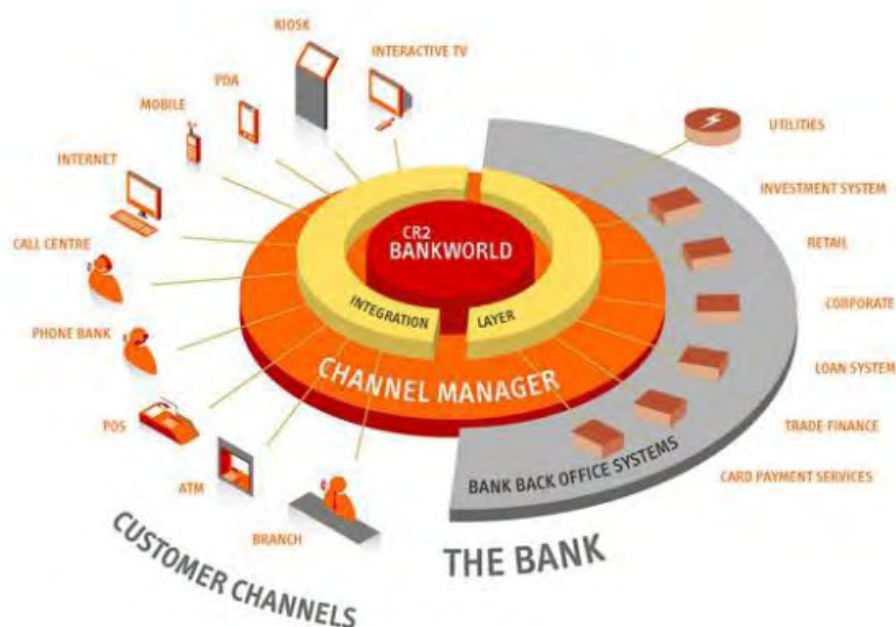 KIOSK
INTERACTIVE TV
PDA
MOBILE
INTERNET
CALL CENTRE
PHONE BANK
POS
ATM
BRANCH
CUSTOMER CHANNELS
CR2
BANKWORLD
INTEGRATION LAYER
CHANNEL MANAGER
UTILITIES
INVESTMENT SYSTEM
RETAIL
CORPORATE
LOAN SYSTEM
TRADE FINANCE
CARD PAYMENT SERVICES
BANK BACK OFFICE SYSTEMS
THE BANK